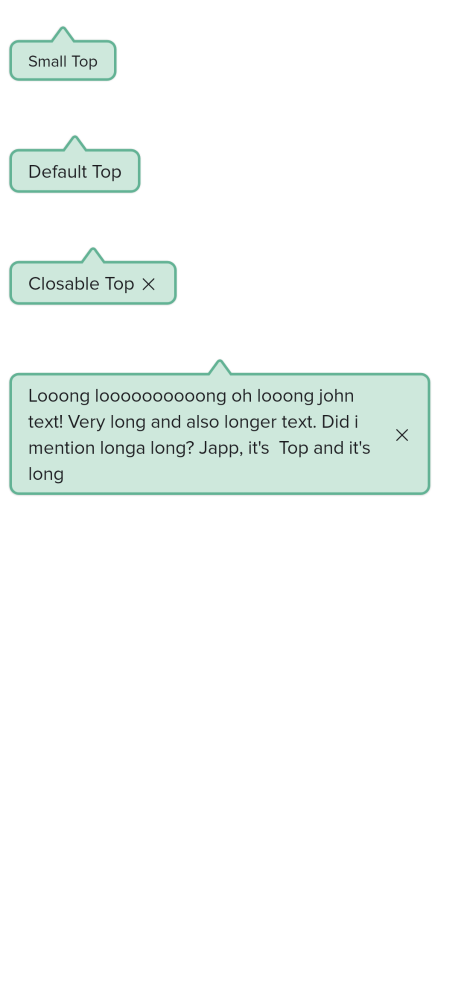 Small Top
Default Top
Closable Top
Looong looooooooooong oh looong john
text! Very long and also longer text. Did i
mention longa long? Japp, it's  Top and it's
long